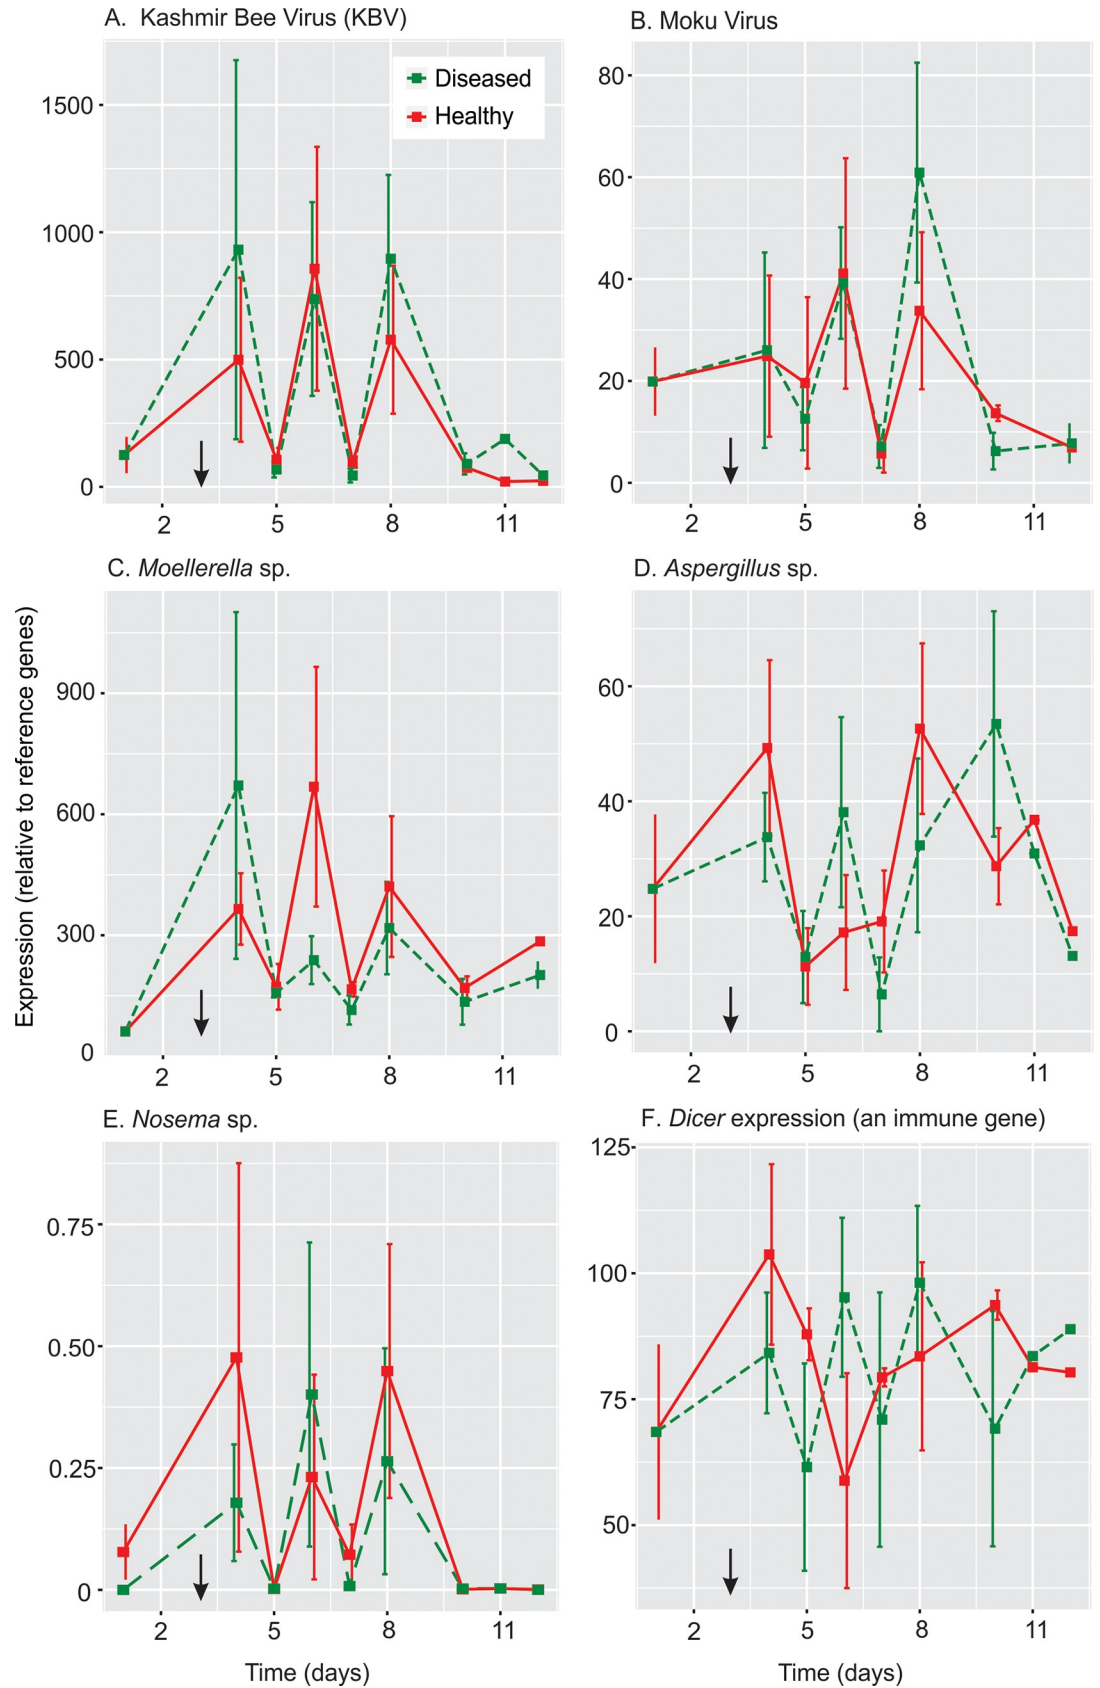 A. Kashmir Bee Virus (KBV)
Diseased
Healthy
1500
1000
500
0
2 5 8 11
B. Moku Virus
80
60
40
20
0
2 5 8 11
C. Moellerella sp.
900
600
300
0
2 5 8 11
D. Aspergillus sp.
60
40
20
0
2 5 8 11
Expression (relative to reference genes)
E. Nosema sp.
0.75
0.50
0.25
0
2 5 8 11
Time (days)
F. Dicer expression (an immune gene)
125
100
75
50
2 5 8 11
Time (days)